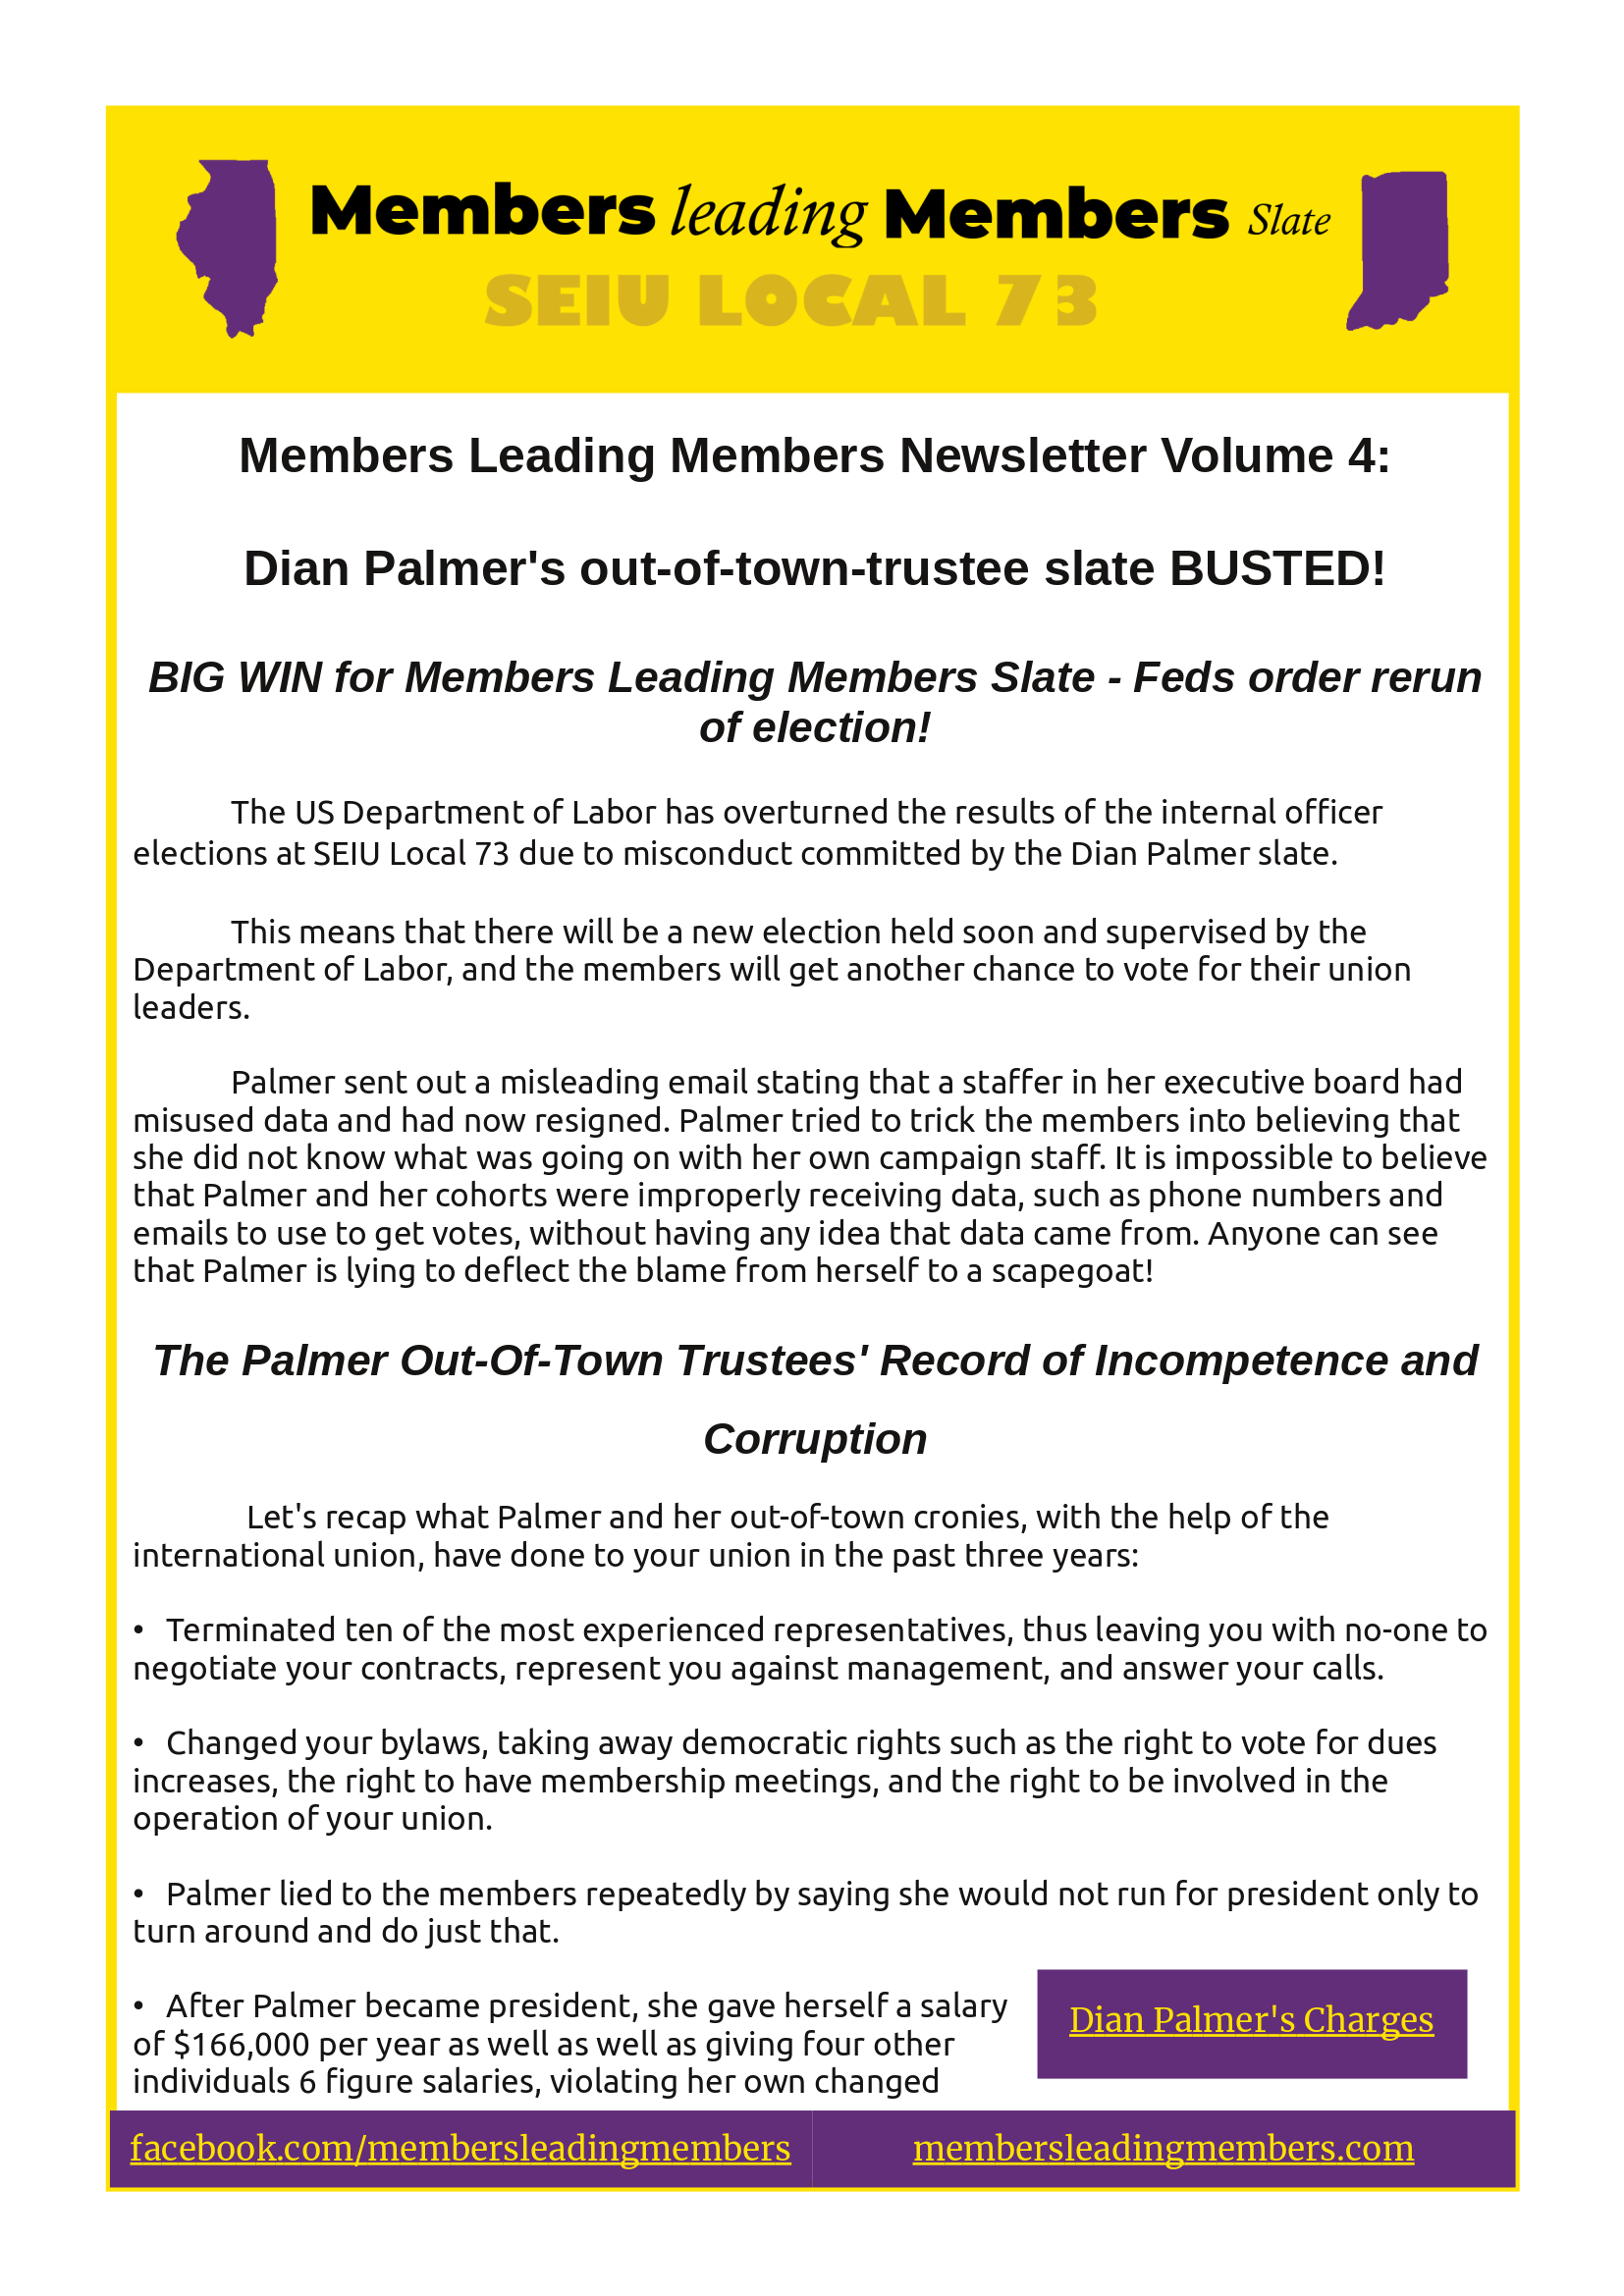 Members leading Members Slate
SEIU LOCAL 73
Members Leading Members Newsletter Volume 4:
Dian Palmer's out-of-town-trustee slate BUSTED!
BIG WIN for Members Leading Members Slate - Feds order rerun
of election!
The US Department of Labor has overturned the results of the internal officer
elections at SEIU Local 73 due to misconduct committed by the Dian Palmer slate.
This means that there will be a new election held soon and supervised by the
Department of Labor, and the members will get another chance to vote for their union
leaders.
Palmer sent out a misleading email stating that a staffer in her executive board had
misused data and had now resigned. Palmer tried to trick the members into believing that
she did not know what was going on with her own campaign staff. It is impossible to believe
that Palmer and her cohorts were improperly receiving data, such as phone numbers and
emails to use to get votes, without having any idea that data came from. Anyone can see
that Palmer is lying to deflect the blame from herself to a scapegoat!
The Palmer Out-Of-Town Trustees' Record of Incompetence and
Corruption
Let's recap what Palmer and her out-of-town cronies, with the help of the
international union, have done to your union in the past three years:
• Terminated ten of the most experienced representatives, thus leaving you with no-one to
negotiate your contracts, represent you against management, and answer your calls.
• Changed your bylaws, taking away democratic rights such as the right to vote for dues
increases, the right to have membership meetings, and the right to be involved in the
operation of your union.
• Palmer lied to the members repeatedly by saying she would not run for president only to
turn around and do just that.
• After Palmer became president, she gave herself a salary
of $166,000 per year as well as well as giving four other
individuals 6 figure salaries, violating her own changed
Dian Palmer's Charges
facebook.com/membersleadingmembers
membersleadingmembers.com